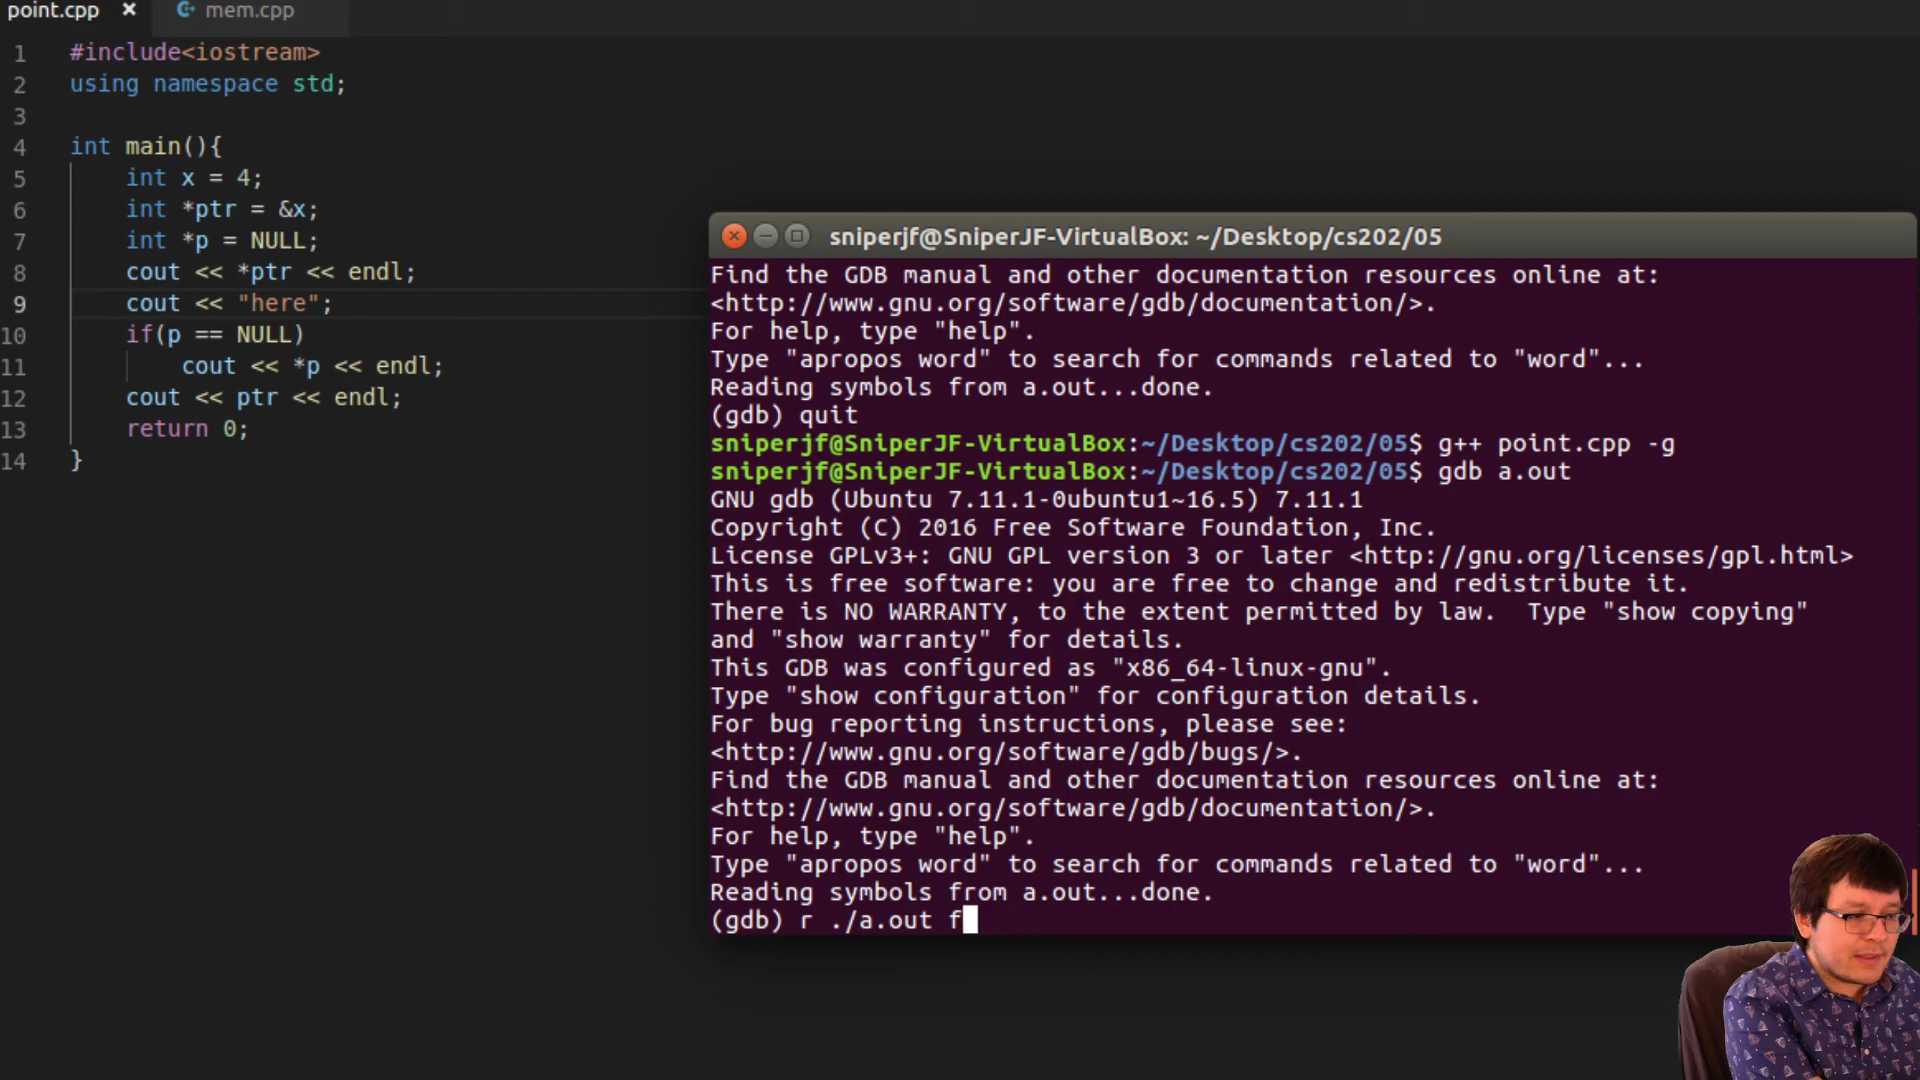 point.cpp × mem.cpp
1 #include<iostream>
2 using namespace std;
3
4 int main(){
5 int x = 4;
6 int *ptr = &x;
7 int *p = NULL;
8 cout << *ptr << endl;
9 cout << "here";
10 if(p == NULL)
11 cout << *p << endl;
12 cout << ptr << endl;
13 return 0;
14 }
sniperjf@SniperJF-VirtualBox: ~/Desktop/cs202/05
Find the GDB manual and other documentation resources online at:
<http://www.gnu.org/software/gdb/documentation/>.
For help, type "help".
Type "apropos word" to search for commands related to "word"...
Reading symbols from a.out...done.
(gdb) quit
sniperjf@SniperJF-VirtualBox:~/Desktop/cs202/05$ g++ point.cpp -g
sniperjf@SniperJF-VirtualBox:~/Desktop/cs202/05$ gdb a.out
GNU gdb (Ubuntu 7.11.1-0ubuntu1~16.5) 7.11.1
Copyright (C) 2016 Free Software Foundation, Inc.
License GPLv3+: GNU GPL version 3 or later <http://gnu.org/licenses/gpl.html>
This is free software: you are free to change and redistribute it.
There is NO WARRANTY, to the extent permitted by law.  Type "show copying"
and "show warranty" for details.
This GDB was configured as "x86_64-linux-gnu".
Type "show configuration" for configuration details.
For bug reporting instructions, please see:
<http://www.gnu.org/software/gdb/bugs/>.
Find the GDB manual and other documentation resources online at:
<http://www.gnu.org/software/gdb/documentation/>.
For help, type "help".
Type "apropos word" to search for commands related to "word"...
Reading symbols from a.out...done.
(gdb) r ./a.out f